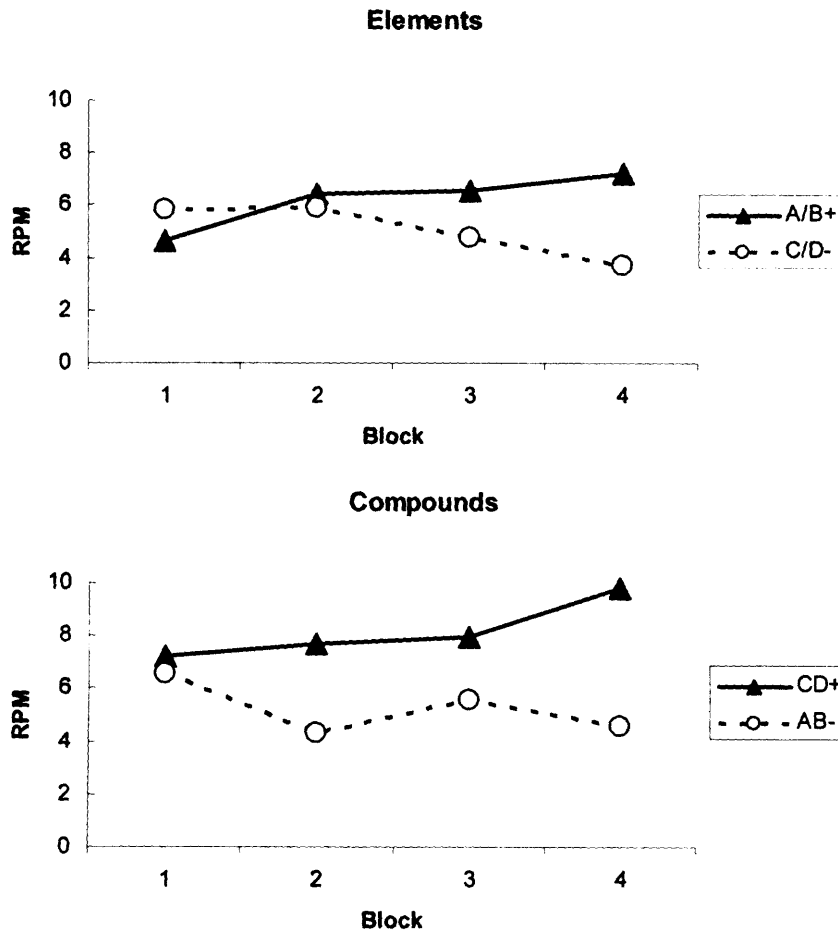 Elements
10
8
6
4
2
0
RPM
1 2 3 4
Block
A/B+
C/D-
Compounds
10
8
6
4
2
0
RPM
1 2 3 4
Block
CD+
AB-